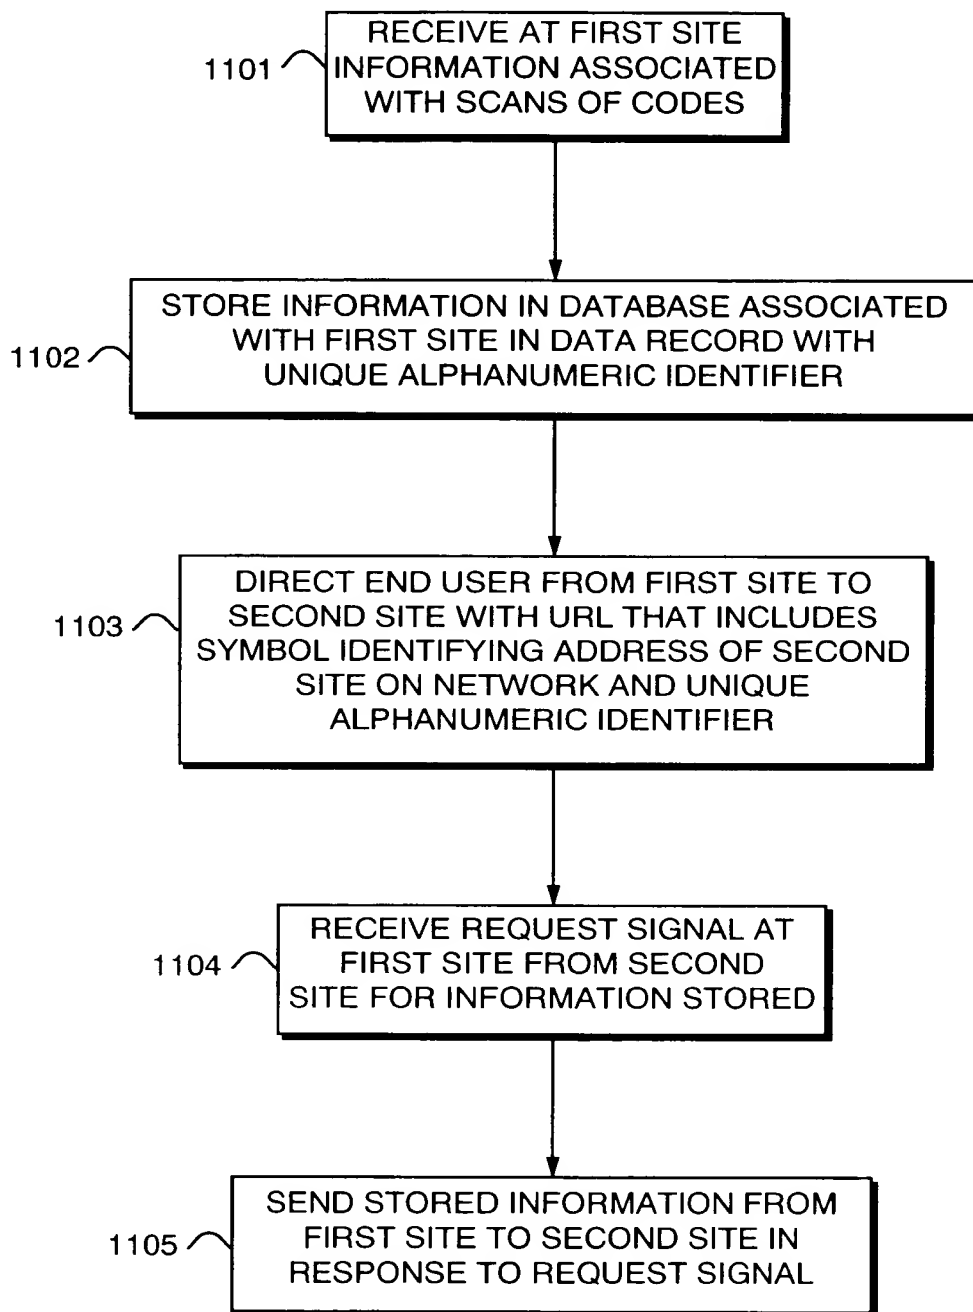 RECEIVE AT FIRST SITE
INFORMATION ASSOCIATED
WITH SCANS OF CODES
1101
STORE INFORMATION IN DATABASE ASSOCIATED
WITH FIRST SITE IN DATA RECORD WITH
UNIQUE ALPHANUMERIC IDENTIFIER
1102
DIRECT END USER FROM FIRST SITE TO
SECOND SITE WITH URL THAT INCLUDES
SYMBOL IDENTIFYING ADDRESS OF SECOND
SITE ON NETWORK AND UNIQUE
ALPHANUMERIC IDENTIFIER
1103
RECEIVE REQUEST SIGNAL AT
FIRST SITE FROM SECOND
SITE FOR INFORMATION STORED
1104
SEND STORED INFORMATION FROM
FIRST SITE TO SECOND SITE IN
RESPONSE TO REQUEST SIGNAL
1105